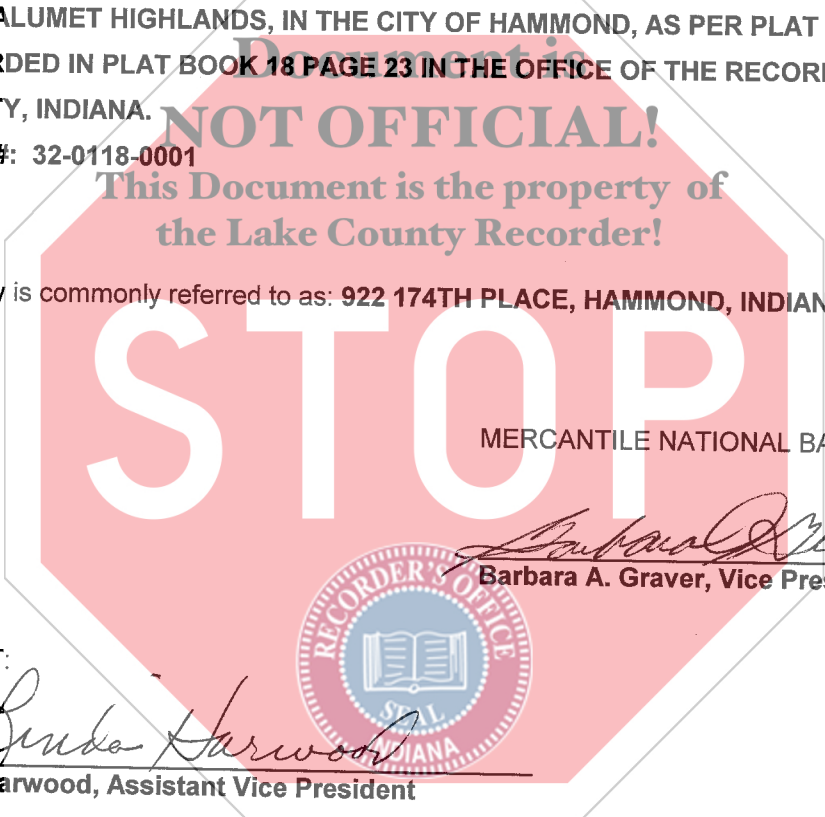 ALUMET HIGHLANDS, IN THE CITY OF HAMMOND, AS PER PLAT
Document is
RDED IN PLAT BOOK 18 PAGE 23 IN THE OFFICE OF THE RECOR
Y, INDIANA.
NOT OFFICIAL!
#: 32-0118-0001
This Document is the property of
the Lake County Recorder!
y is commonly referred to as: 922 174TH PLACE, HAMMOND, INDIAN
STOP
MERCANTILE NATIONAL BA
Barbara A. Graver, Vice Pres
RECORDER'S OFFICE
SEAL
INDIANA
T:
Linda Harwood
arwood, Assistant Vice President